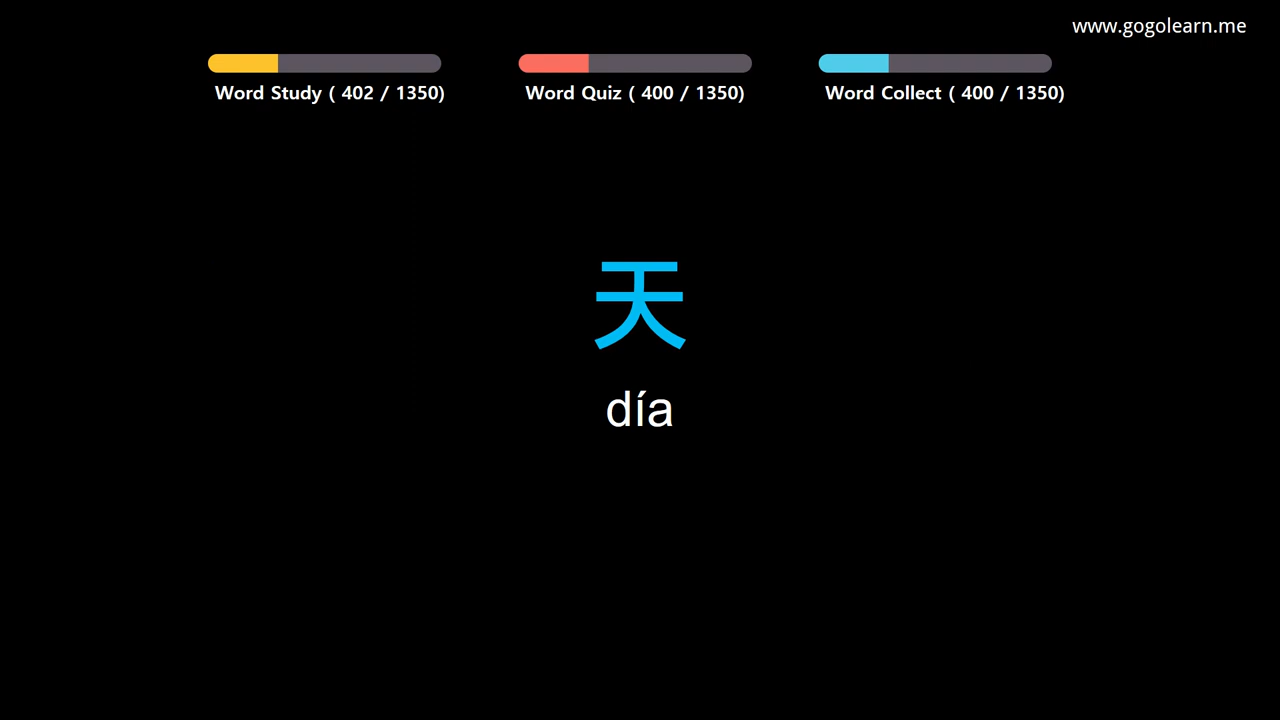 www.gogolearn.me
Word Study ( 402 / 1350)
Word Quiz ( 400 / 1350)
Word Collect ( 400 / 1350)
天
día